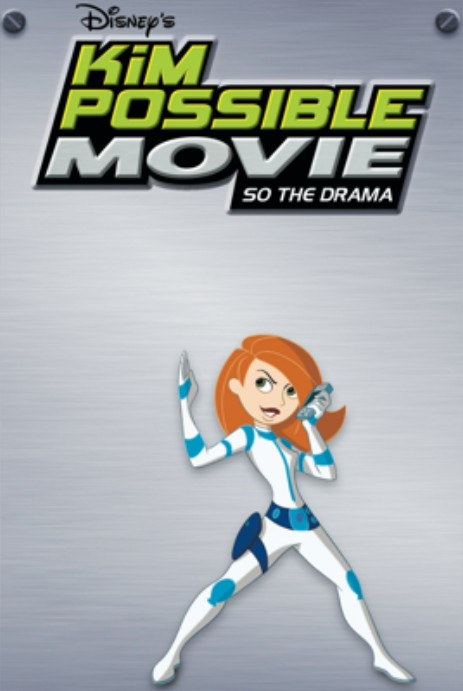 Disney's
KiM
POSSIBLE
MOVIE
SO THE DRAMA